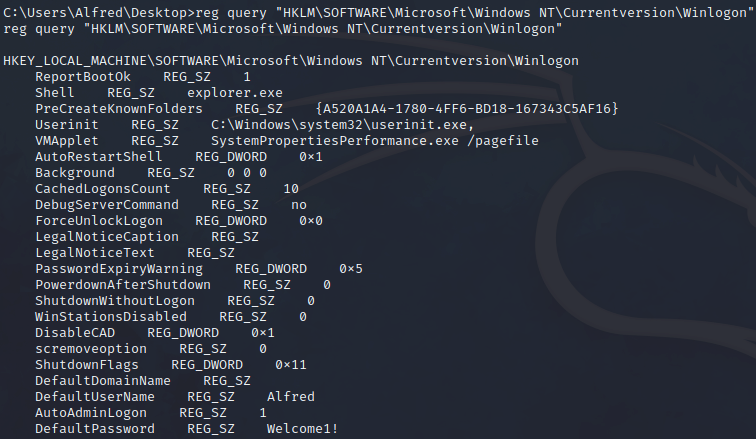 C:\Users\Alfred\Desktop>reg query "HKLM\SOFTWARE\Microsoft\Windows NT\Currentversion\Winlogon"
reg query "HKLM\SOFTWARE\Microsoft\Windows NT\Currentversion\Winlogon"
HKEY_LOCAL_MACHINE\SOFTWARE\Microsoft\Windows NT\Currentversion\Winlogon
ReportBootOk    REG_SZ    1
Shell    REG_SZ    explorer.exe
PreCreateKnownFolders    REG_SZ    {A520A1A4-1780-4FF6-BD18-167343C5AF16}
Userinit    REG_SZ    C:\Windows\system32\userinit.exe,
VMApplet    REG_SZ    SystemPropertiesPerformance.exe /pagefile
AutoRestartShell    REG_DWORD    0×1
Background    REG_SZ    0 0 0
CachedLogonsCount    REG_SZ    10
DebugServerCommand    REG_SZ    no
ForceUnlockLogon    REG_DWORD    0×0
LegalNoticeCaption    REG_SZ
LegalNoticeText    REG_SZ
PasswordExpiryWarning    REG_DWORD    0×5
PowerdownAfterShutdown    REG_SZ    0
ShutdownWithoutLogon    REG_SZ    0
WinStationsDisabled    REG_SZ    0
DisableCAD    REG_DWORD    0×1
scremoveoption    REG_SZ    0
ShutdownFlags    REG_DWORD    0×11
DefaultDomainName    REG_SZ
DefaultUserName    REG_SZ    Alfred
AutoAdminLogon    REG_SZ    1
DefaultPassword    REG_SZ    Welcome1!